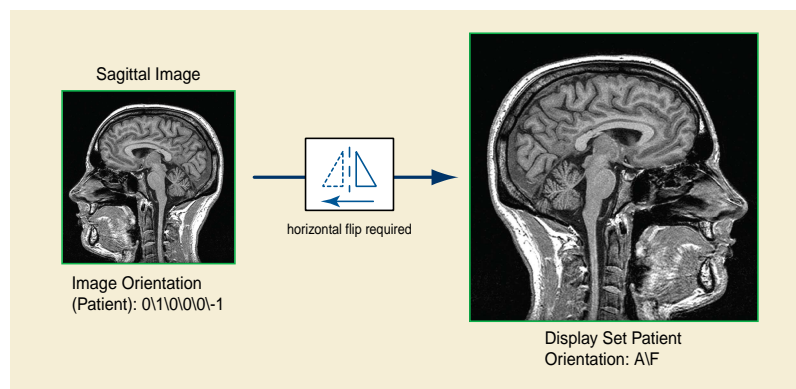 Sagittal Image
Image Orientation
(Patient): 0\1\0\0\0\-1
horizontal flip required
Display Set Patient
Orientation: A\F